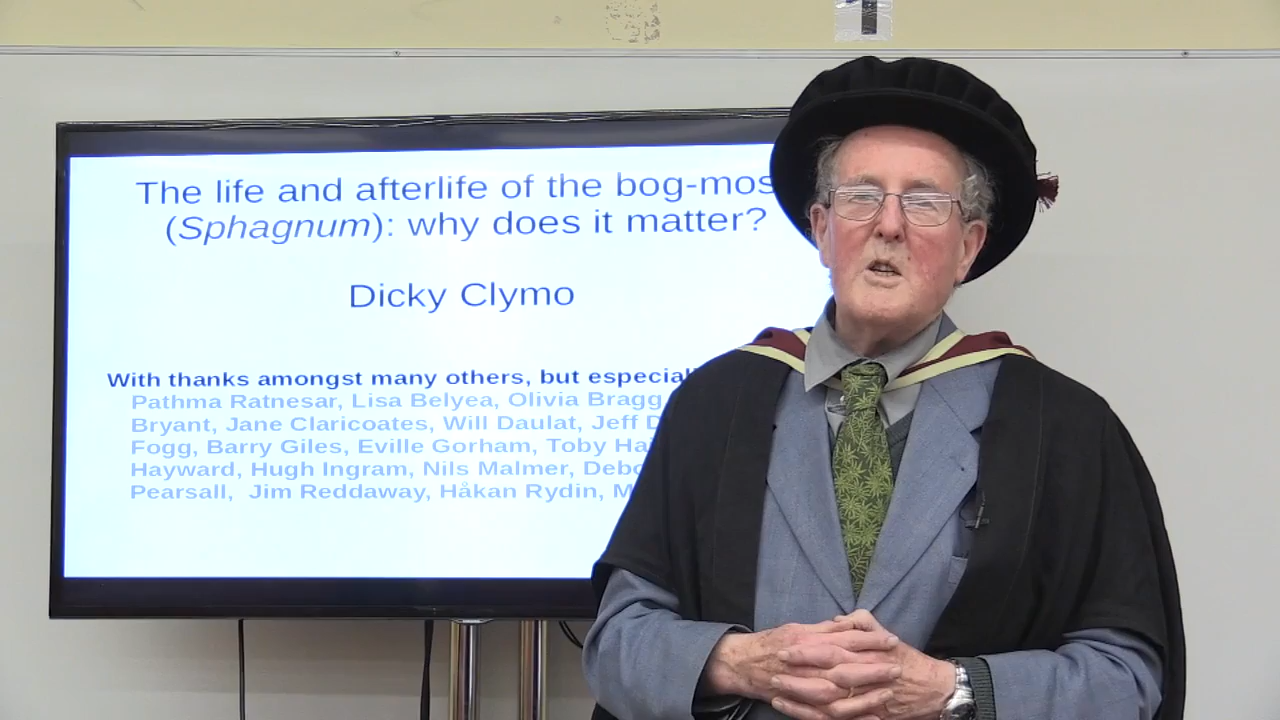 The life and afterlife of the bog-mos
(Sphagnum): why does it matter?
Dicky Clymo
With thanks amongst many others, but especial
Pathma Ratnesar, Lisa Belyea, Olivia Bragg,
Bryant, Jane Claricoates, Will Daulat, Jeff D
Fogg, Barry Giles, Eville Gorham, Toby Hai
Hayward, Hugh Ingram, Nils Malmer, Debo
Pearsall, Jim Reddaway, Håkan Rydin, M